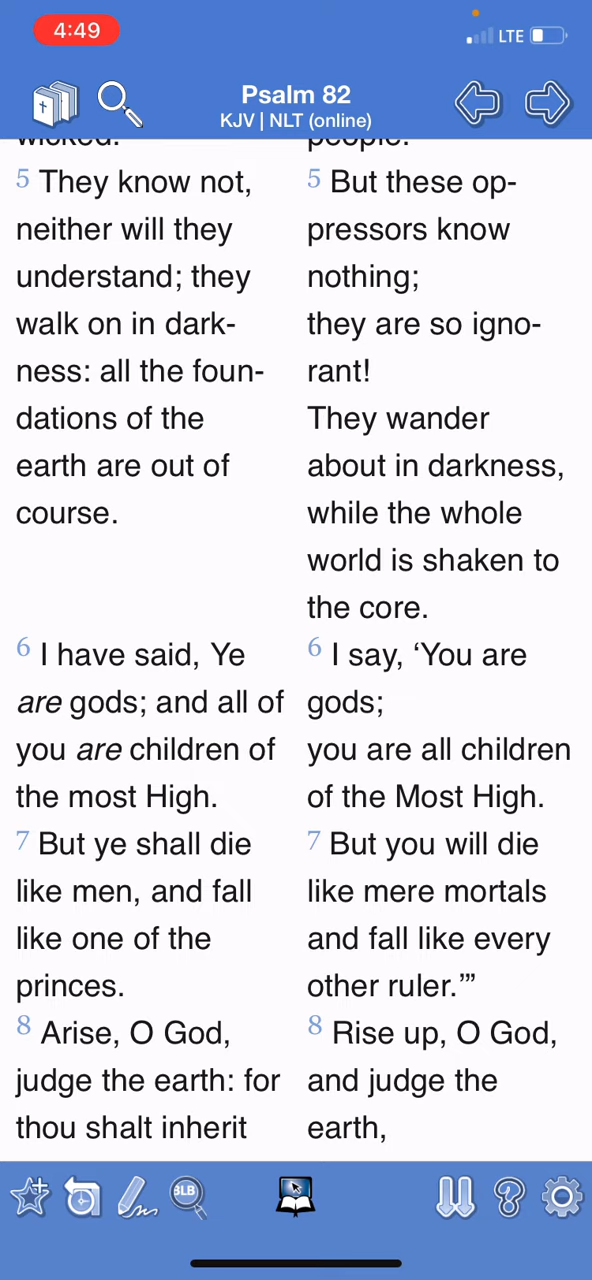 4:49
LTE
Psalm 82
KJV | NLT (online)
wicked.
5 They know not,
neither will they
understand; they
walk on in dark-
ness: all the foun-
dations of the
earth are out of
course.
6 I have said, Ye
are gods; and all of
you are children of
the most High.
7 But ye shall die
like men, and fall
like one of the
princes.
8 Arise, O God,
judge the earth: for
thou shalt inherit
people.
5 But these op-
pressors know
nothing;
they are so igno-
rant!
They wander
about in darkness,
while the whole
world is shaken to
the core.
6 I say, ‘You are
gods;
you are all children
of the Most High.
7 But you will die
like mere mortals
and fall like every
other ruler.’”
8 Rise up, O God,
and judge the
earth,
BLB